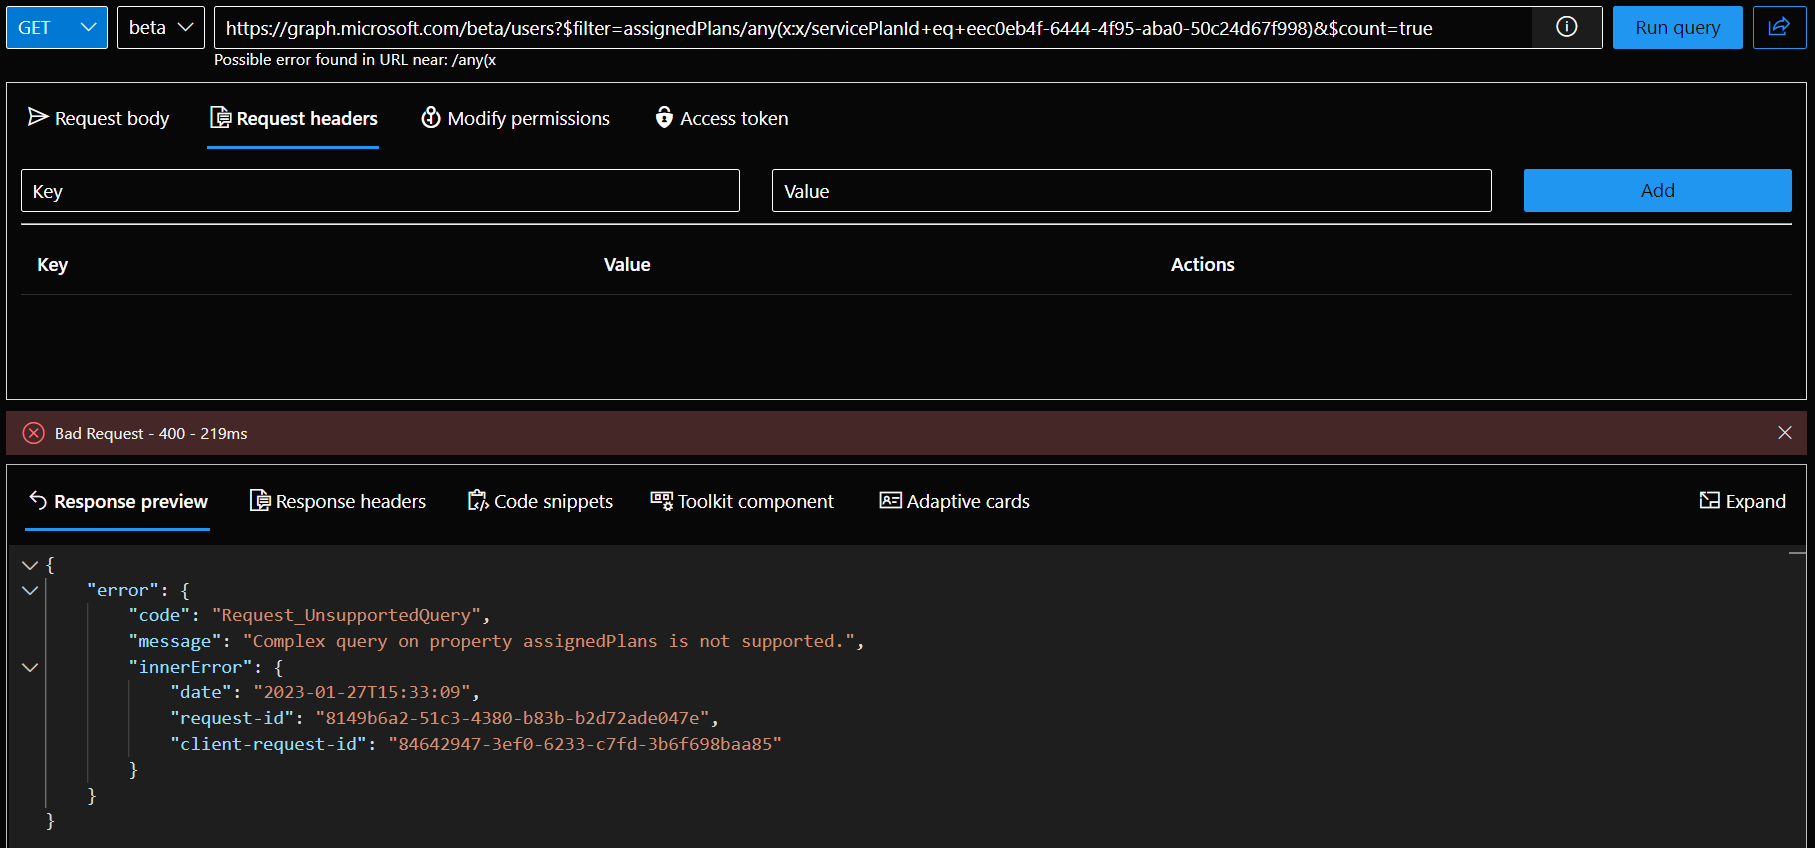 GET beta https://graph.microsoft.com/beta/users?$filter=assignedPlans/any(x:x/servicePlanId+eq+eec0eb4f-6444-4f95-aba0-50c24d67f998)&$count=true Run query
Possible error found in URL near: /any(x
Request body Request headers Modify permissions Access token
Key Value Add
Key Value Actions
Bad Request - 400 - 219ms
Response preview Response headers Code snippets Toolkit component Adaptive cards Expand
{
"error": {
"code": "Request_UnsupportedQuery",
"message": "Complex query on property assignedPlans is not supported.",
"innerError": {
"date": "2023-01-27T15:33:09",
"request-id": "8149b6a2-51c3-4380-b83b-b2d72ade047e",
"client-request-id": "84642947-3ef0-6233-c7fd-3b6f698baa85"
}
}
}